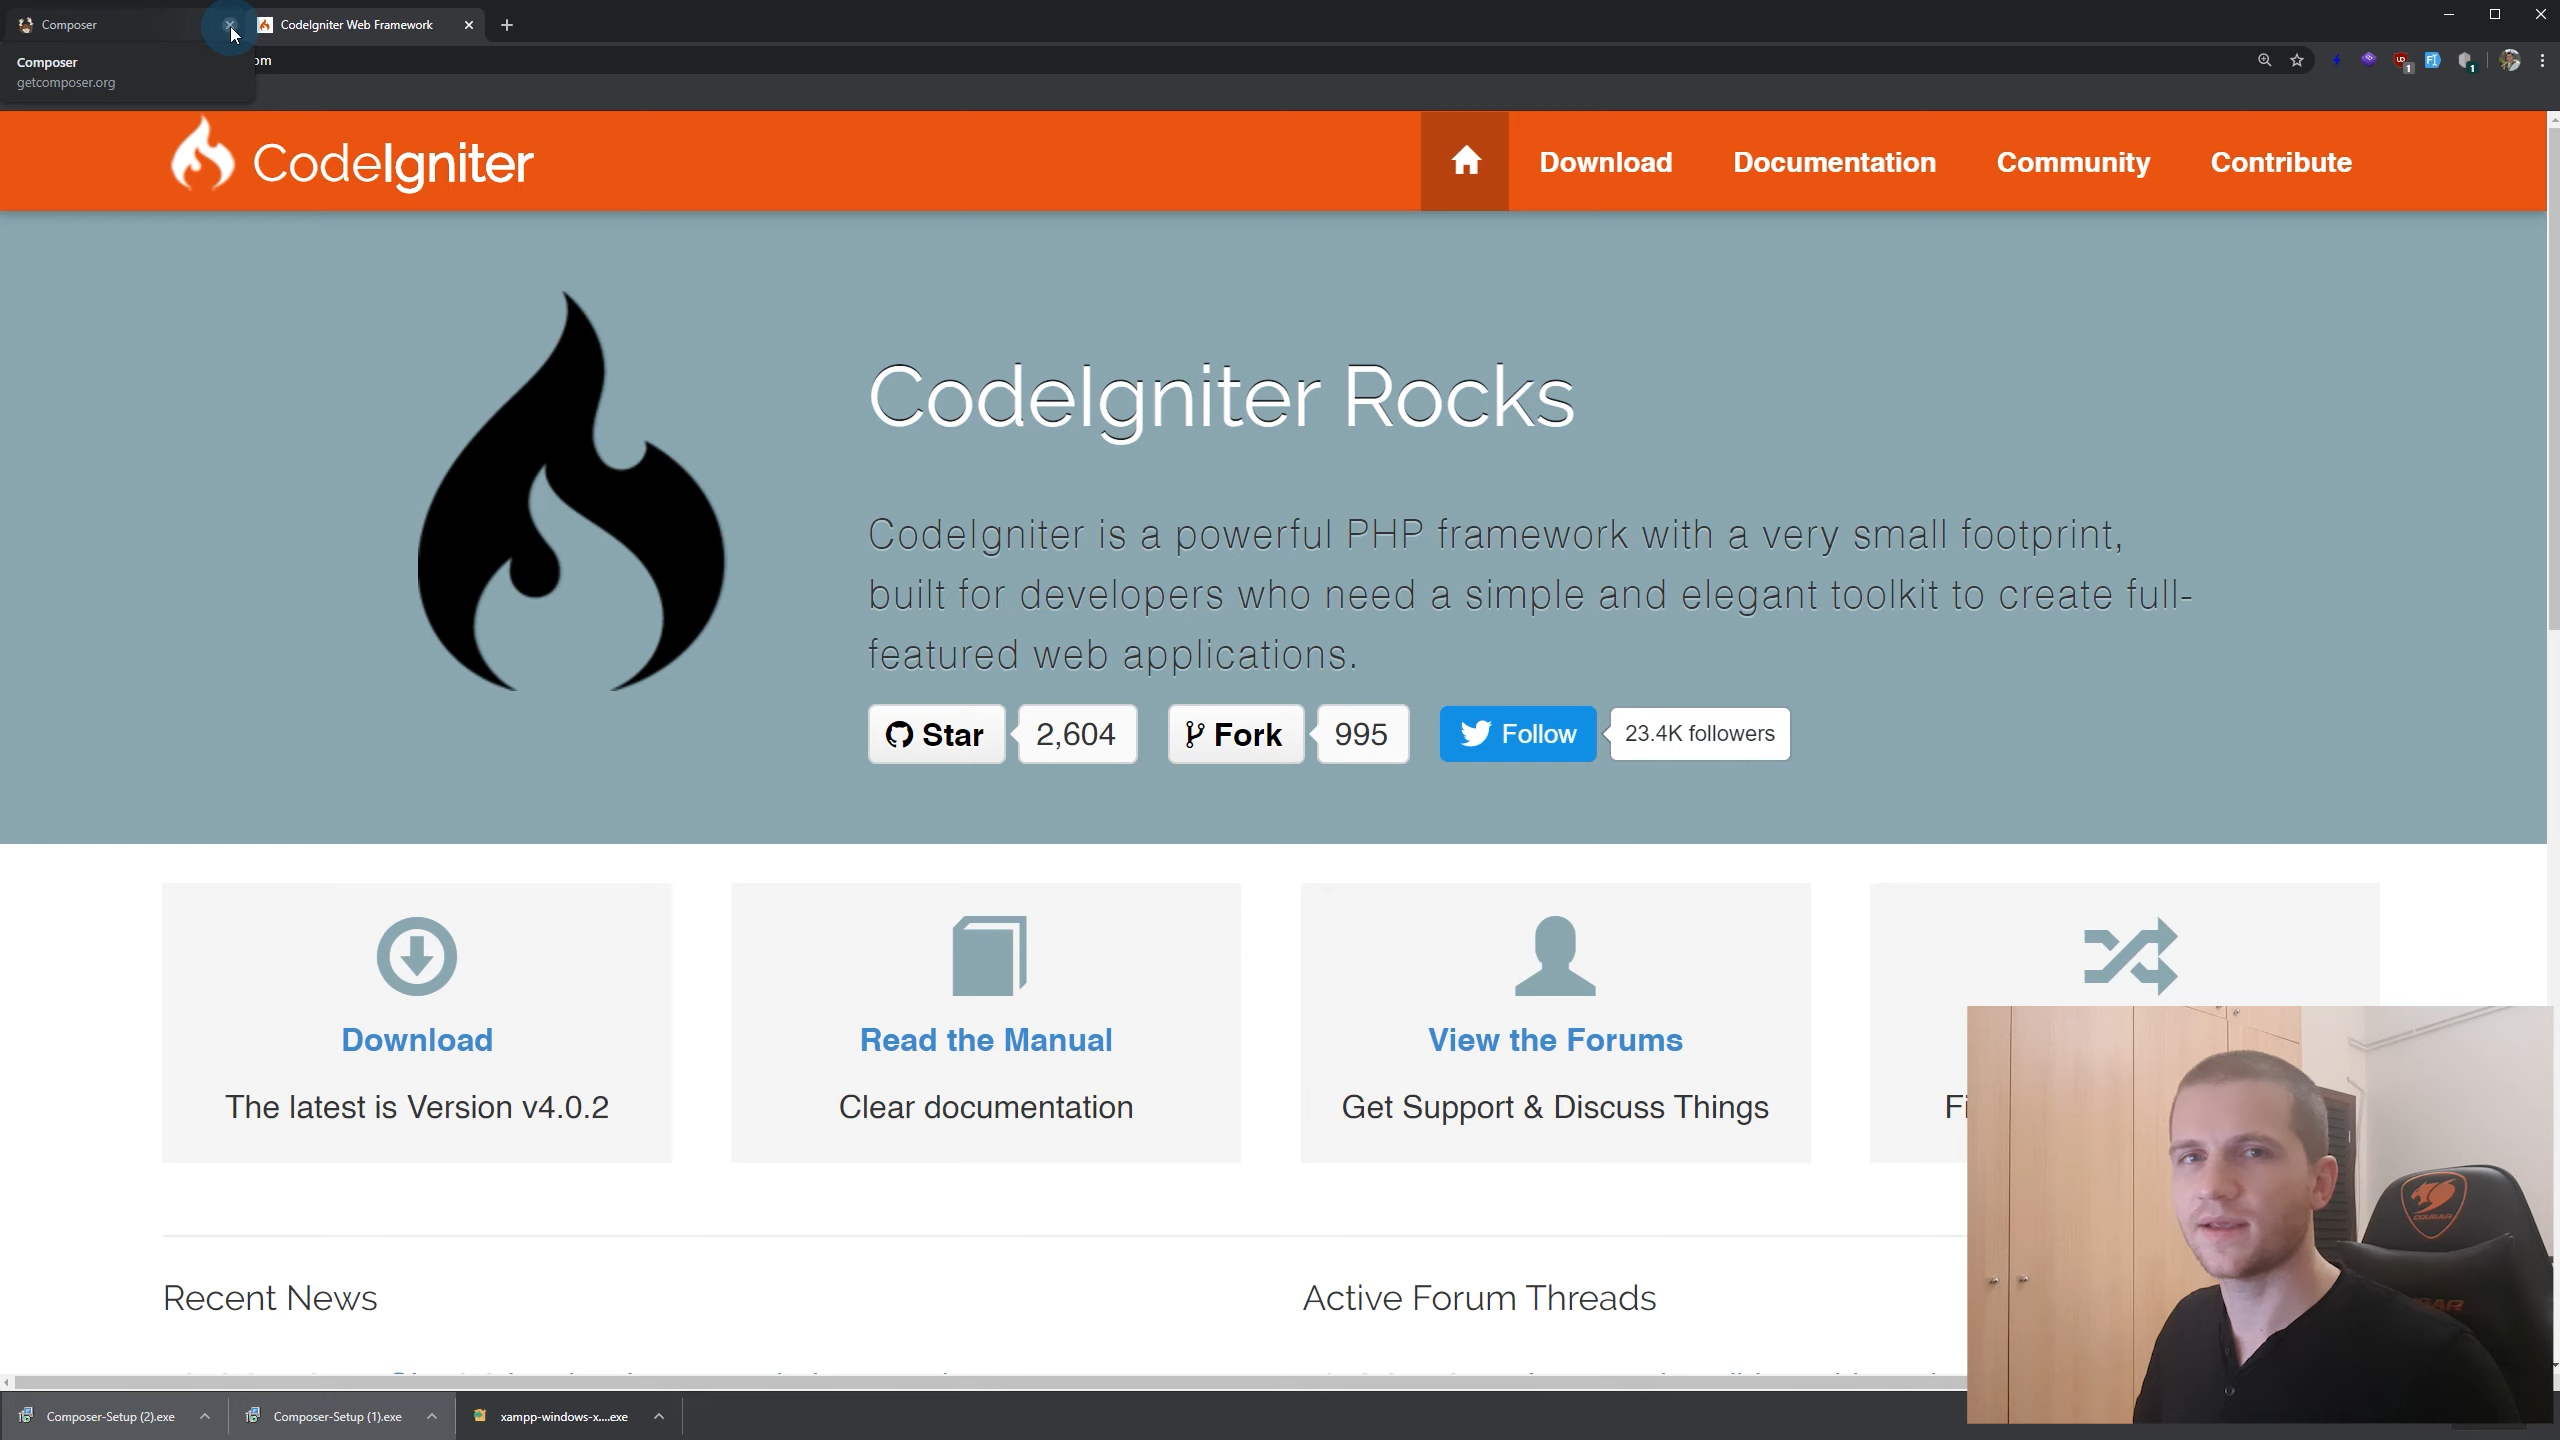 Composer
CodeIgniter Web Framework
Composer
getcomposer.org
om
CodeIgniter
Download
Documentation
Community
Contribute
CodeIgniter Rocks
CodeIgniter is a powerful PHP framework with a very small footprint,
built for developers who need a simple and elegant toolkit to create full-
featured web applications.
Star
2,604
Fork
995
Follow
23.4K followers
Download
The latest is Version v4.0.2
Read the Manual
Clear documentation
View the Forums
Get Support & Discuss Things
Fi
Recent News
Active Forum Threads
COUGAR
Composer-Setup (2).exe
Composer-Setup (1).exe
xampp-windows-x....exe